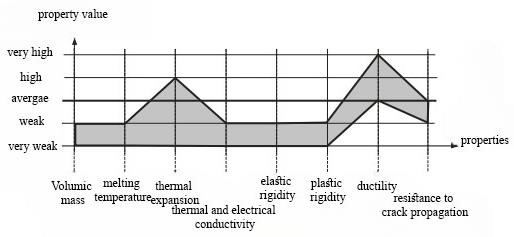 property value
very high
high
avergae
weak
very weak
properties
Volumic
mass
melting
temperature
thermal
expansion
thermal and electrical
conductivity
elastic
rigidity
plastic
rigidity
ductility
resistance to
crack propagation